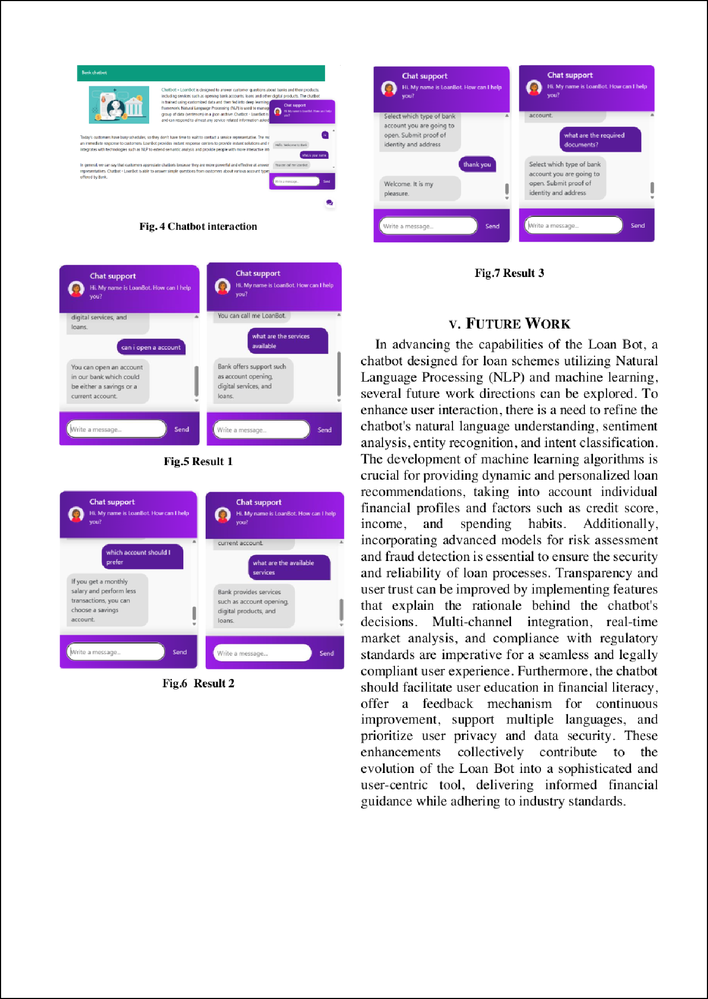 Bank chatbot
Chatbot - LoanBot is designed to answer customer questions about banks and their products,
including services such as opening bank accounts, loans and other digital products. The chatbot
is trained using customized data and then fed into deep learning
framework. Natural Language Processing (NLP) is used to manag
group of data (sentences) in a json archive. Chatbot - LoanBot is
and can respond to almost any service-related information asked
Today's customers have busy schedules, so they don't have time to wait to contact a service representative. The
an immediate response to customers. LoanBot provides instant response centers to provide instant solutions and
integrates with technologies such as NLP to extend semantic analysis and provide people with more interactive
In general, we can say that customers appreciate chatbots because they are more powerful and effective at answer
representatives. Chatbot - LoanBot is able to answer simple questions from customers about various account types
offered by Bank.
Chat support
Hi. My name is LoanBot. How can I help
you?
hi
Hello. Welcome to Bank
what is your name
You can call me LoanBot.
Write a message...
Send
Fig. 4 Chatbot interaction
Chat support
Hi. My name is LoanBot. How can I help
you?
digital services, and
loans.
can i open a account
You can open an account
in our bank which could
be either a savings or a
current account.
Write a message...
Send
Chat support
Hi. My name is LoanBot. How can I help
you?
You can call me LoanBot.
what are the services
available
Bank offers support such
as account opening,
digital services, and
loans.
Write a message...
Send
Fig.5 Result 1
Chat support
Hi. My name is LoanBot. How can I help
you?
which account should I
prefer
If you get a monthly
salary and perform less
transactions, you can
choose a savings
account.
Write a message...
Send
Chat support
Hi. My name is LoanBot. How can I help
you?
current account.
what are the available
services
Bank provides services
such as account opening,
digital products, and
loans.
Write a message...
Send
Fig.6 Result 2
Chat support
Hi. My name is LoanBot. How can I help
you?
Select which type of bank
account you are going to
open. Submit proof of
identity and address
thank you
Welcome. It is my
pleasure.
Write a message...
Send
Chat support
Hi. My name is LoanBot. How can I help
you?
account.
what are the required
documents?
Select which type of bank
account you are going to
open. Submit proof of
identity and address
Write a message...
Send
Fig.7 Result 3
V. FUTURE WORK
In advancing the capabilities of the Loan Bot, a
chatbot designed for loan schemes utilizing Natural
Language Processing (NLP) and machine learning,
several future work directions can be explored. To
enhance user interaction, there is a need to refine the
chatbot's natural language understanding, sentiment
analysis, entity recognition, and intent classification.
The development of machine learning algorithms is
crucial for providing dynamic and personalized loan
recommendations, taking into account individual
financial profiles and factors such as credit score,
income, and spending habits. Additionally,
incorporating advanced models for risk assessment
and fraud detection is essential to ensure the security
and reliability of loan processes. Transparency and
user trust can be improved by implementing features
that explain the rationale behind the chatbot's
decisions. Multi-channel integration, real-time
market analysis, and compliance with regulatory
standards are imperative for a seamless and legally
compliant user experience. Furthermore, the chatbot
should facilitate user education in financial literacy,
offer a feedback mechanism for continuous
improvement, support multiple languages, and
prioritize user privacy and data security. These
enhancements collectively contribute to the
evolution of the Loan Bot into a sophisticated and
user-centric tool, delivering informed financial
guidance while adhering to industry standards.